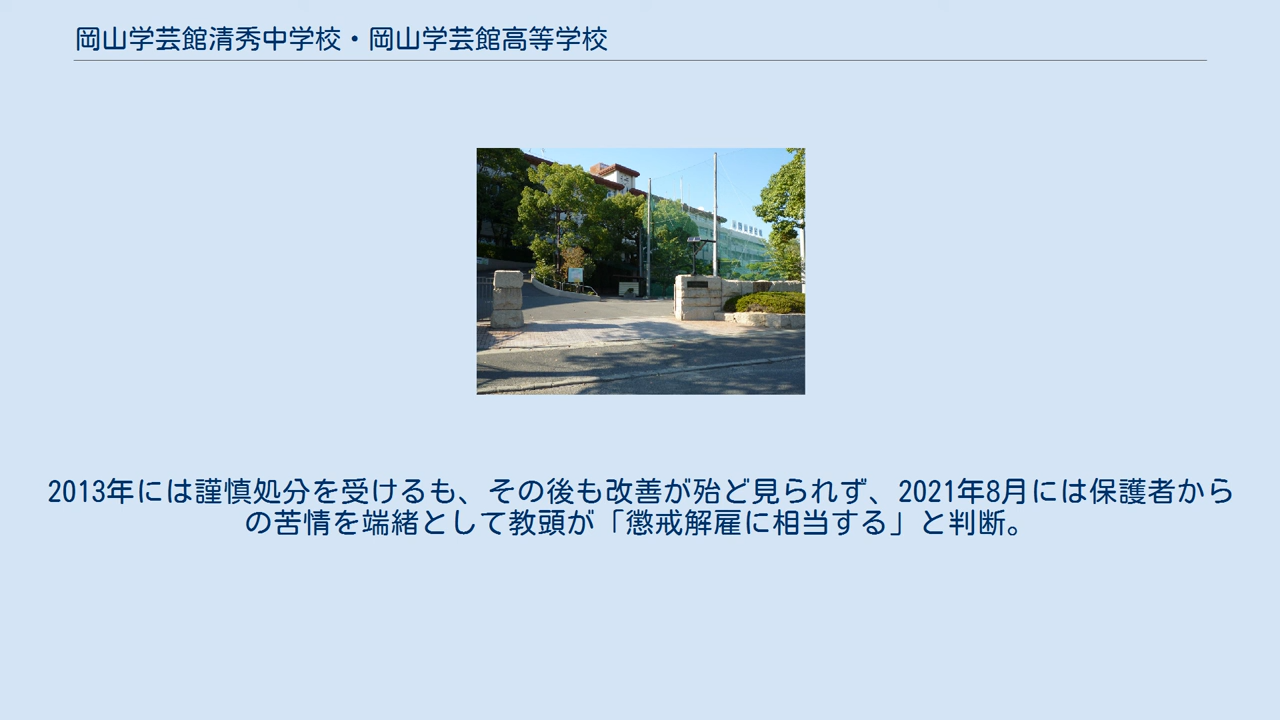 岡山学芸館清秀中学校・岡山学芸館高等学校
2013年には謹慎処分を受けるも、その後も改善が殆ど見られず、2021年8月には保護者から
の苦情を端緒として教頭が「懲戒解雇に相当する」と判断。